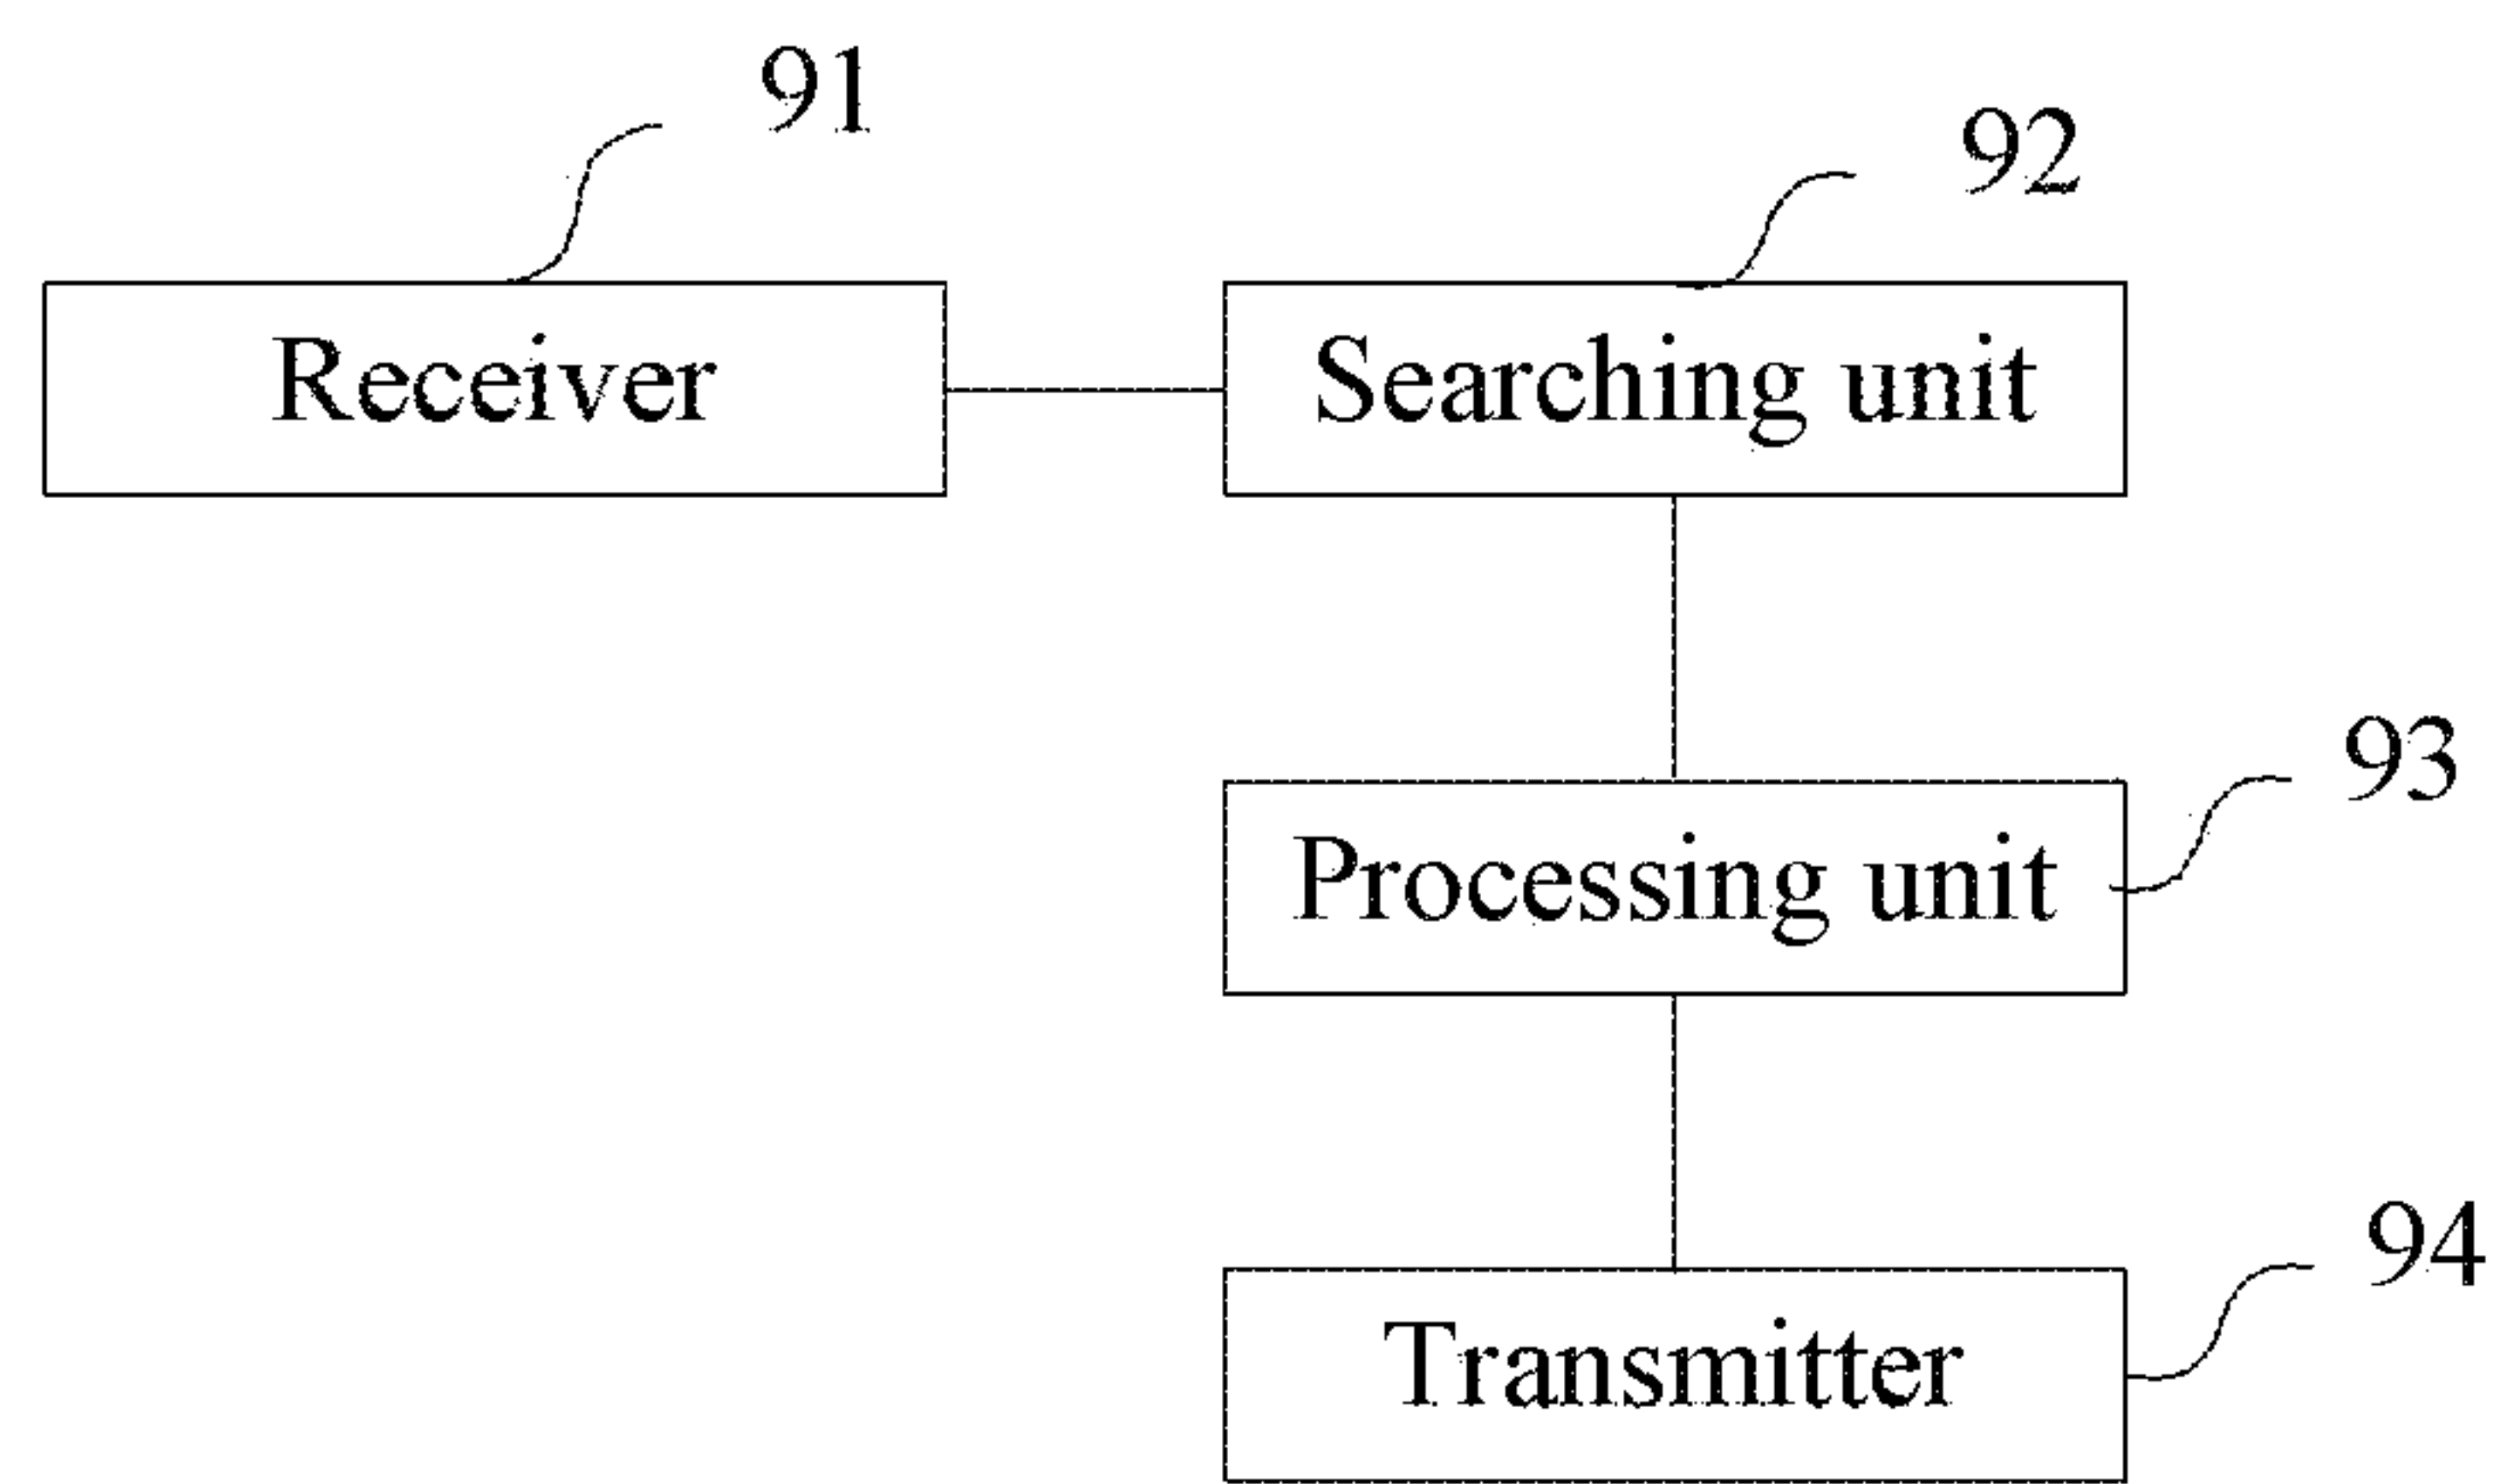 91
92
Receiver
Searching unit
93
Processing unit
94
Transmitter